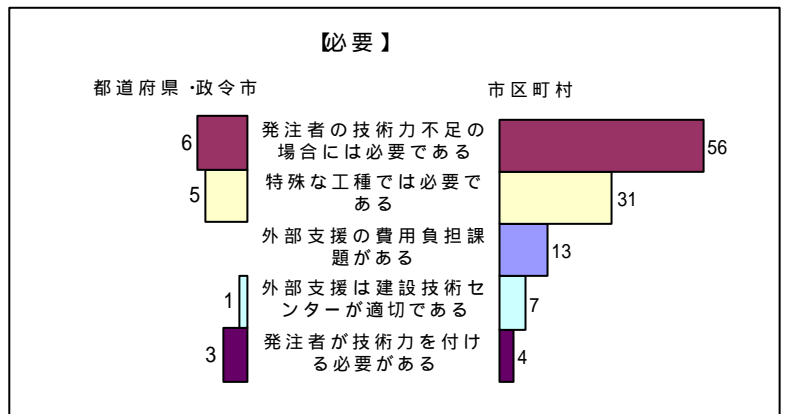 【必要】
都道府県・政令市
市区町村
6
発注者の技術力不足の
場合には必要である
56
5
特殊な工種では必要で
ある
31
外部支援の費用負担課
題がある
13
1
外部支援は建設技術セ
ンターが適切である
7
3
発注者が技術力を付け
る必要がある
4